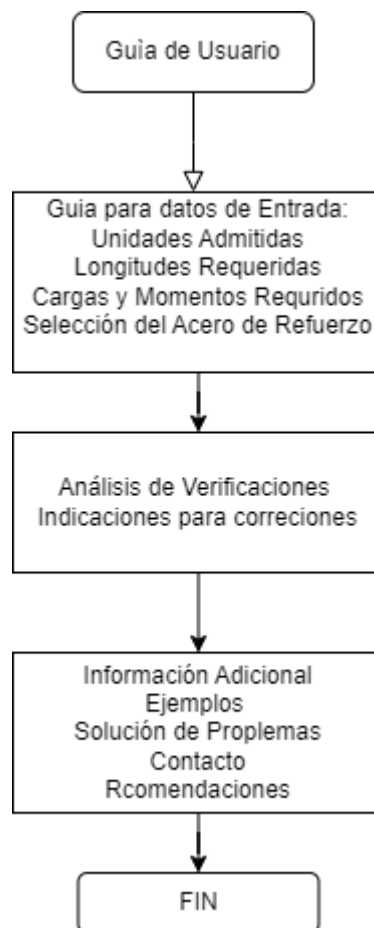 Guìa de Usuario
Guia para datos de Entrada:
Unidades Admitidas
Longitudes Requeridas
Cargas y Momentos Requridos
Selección del Acero de Refuerzo
Análisis de Verificaciones
Indicaciones para correciones
Información Adicional
Ejemplos
Solución de Proplemas
Contacto
Rcomendaciones
FIN